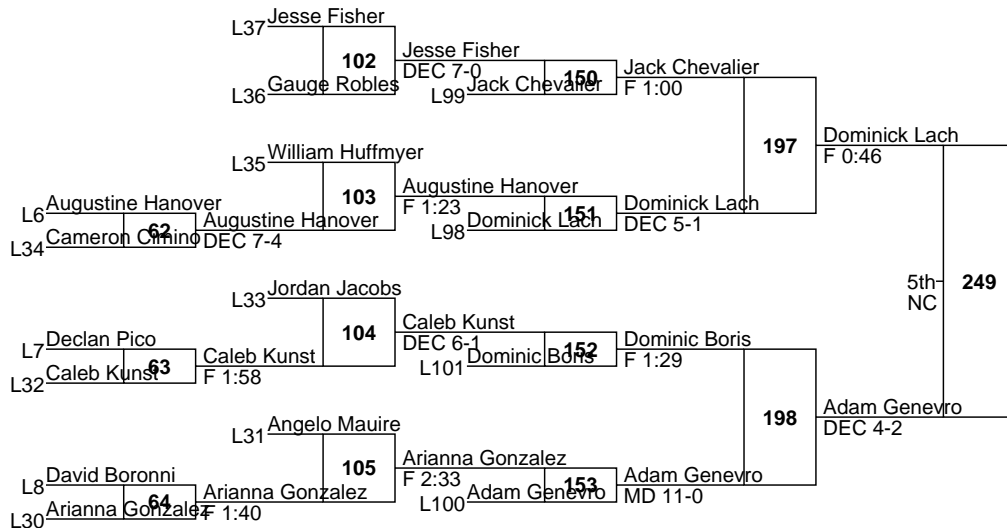 Jesse Fisher
L37
102
Jesse Fisher
DEC 7-0
Gauge Robles
L36
150
Jack Chevalier
F 1:00
Jack Chevalier
L99
197
Dominick Lach
F 0:46
William Huffmyer
L35
103
Augustine Hanover
F 1:23
Augustine Hanover
L6
62
Augustine Hanover
DEC 7-4
Cameron Cimino
L34
151
Dominick Lach
DEC 5-1
Dominick Lach
L98
5th
NC
249
Jordan Jacobs
L33
104
Caleb Kunst
DEC 6-1
Declan Pico
L7
63
Caleb Kunst
F 1:58
Caleb Kunst
L32
152
Dominic Boris
F 1:29
Dominic Boris
L101
198
Adam Genevro
DEC 4-2
Angelo Mauire
L31
105
Arianna Gonzalez
F 2:33
David Boronni
L8
64
Arianna Gonzalez
F 1:40
Arianna Gonzalez
L30
153
Adam Genevro
MD 11-0
Adam Genevro
L100